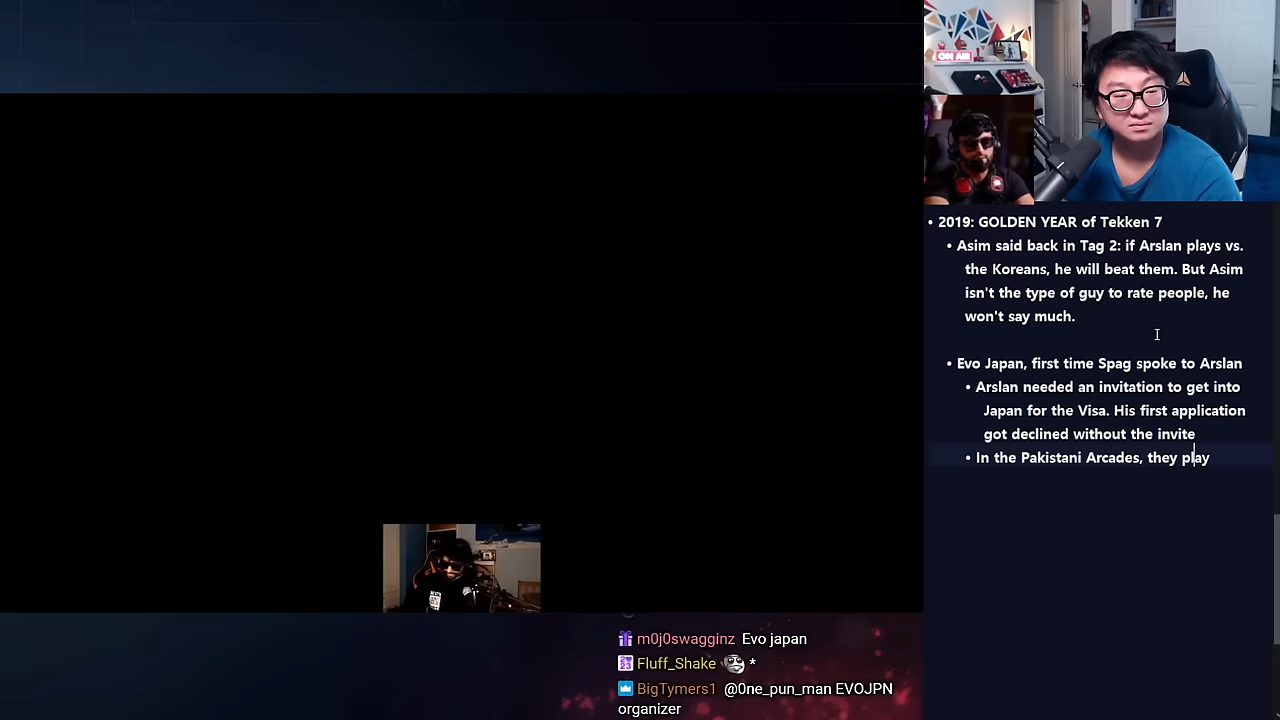 ON AIR
• 2019: GOLDEN YEAR of Tekken 7
• Asim said back in Tag 2: if Arslan plays vs.
the Koreans, he will beat them. But Asim
isn't the type of guy to rate people, he
won't say much.
• Evo Japan, first time Spag spoke to Arslan
• Arslan needed an invitation to get into
Japan for the Visa. His first application
got declined without the invite
• In the Pakistani Arcades, they play
m0j0swagginz Evo japan
Fluff_Shake *
BigTymers1 @0ne_pun_man EVOJPN
organizer